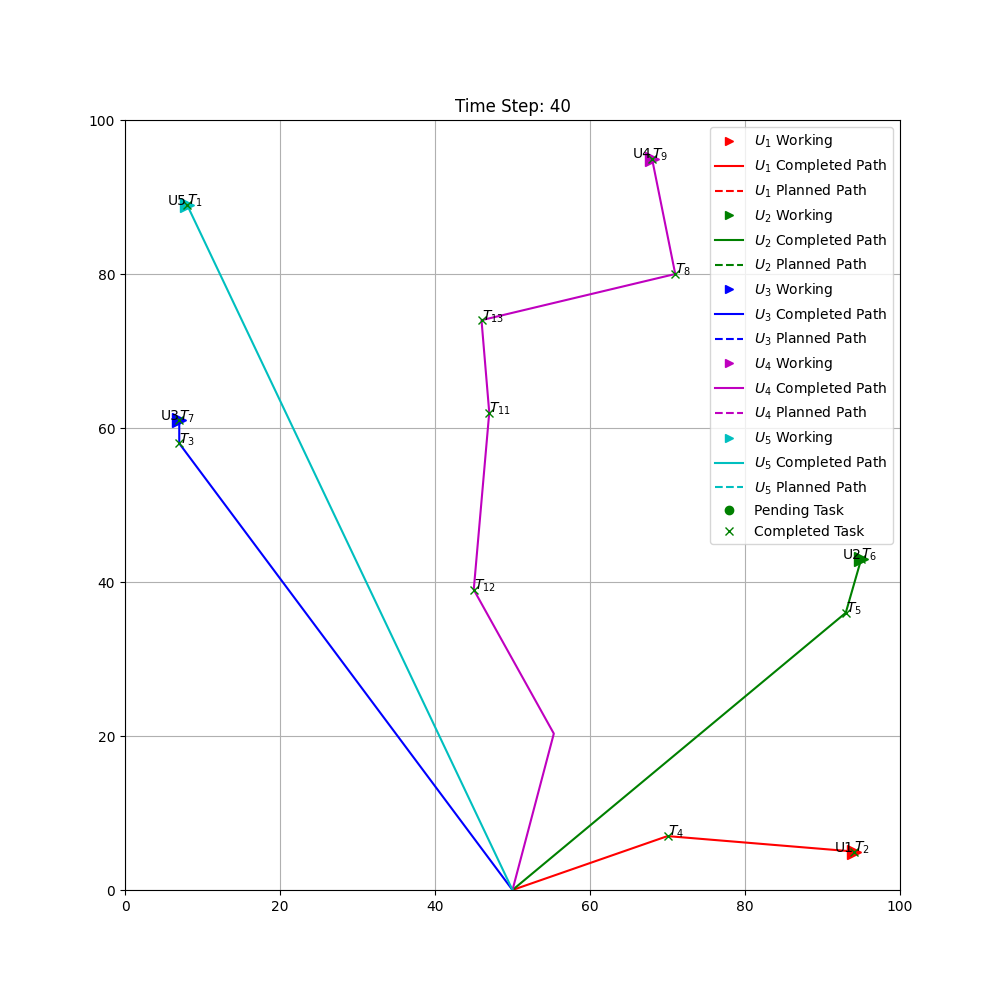 Time Step: 40
100
80
60
40
20
0
0 20 40 60 80 100
U4 T9
U5 T1
T8
T13
T11
U3 T7
T3
T12
U2 T6
T5
T4
U1 T2
U1 Working
U1 Completed Path
U1 Planned Path
U2 Working
U2 Completed Path
U2 Planned Path
U3 Working
U3 Completed Path
U3 Planned Path
U4 Working
U4 Completed Path
U4 Planned Path
U5 Working
U5 Completed Path
U5 Planned Path
Pending Task
Completed Task